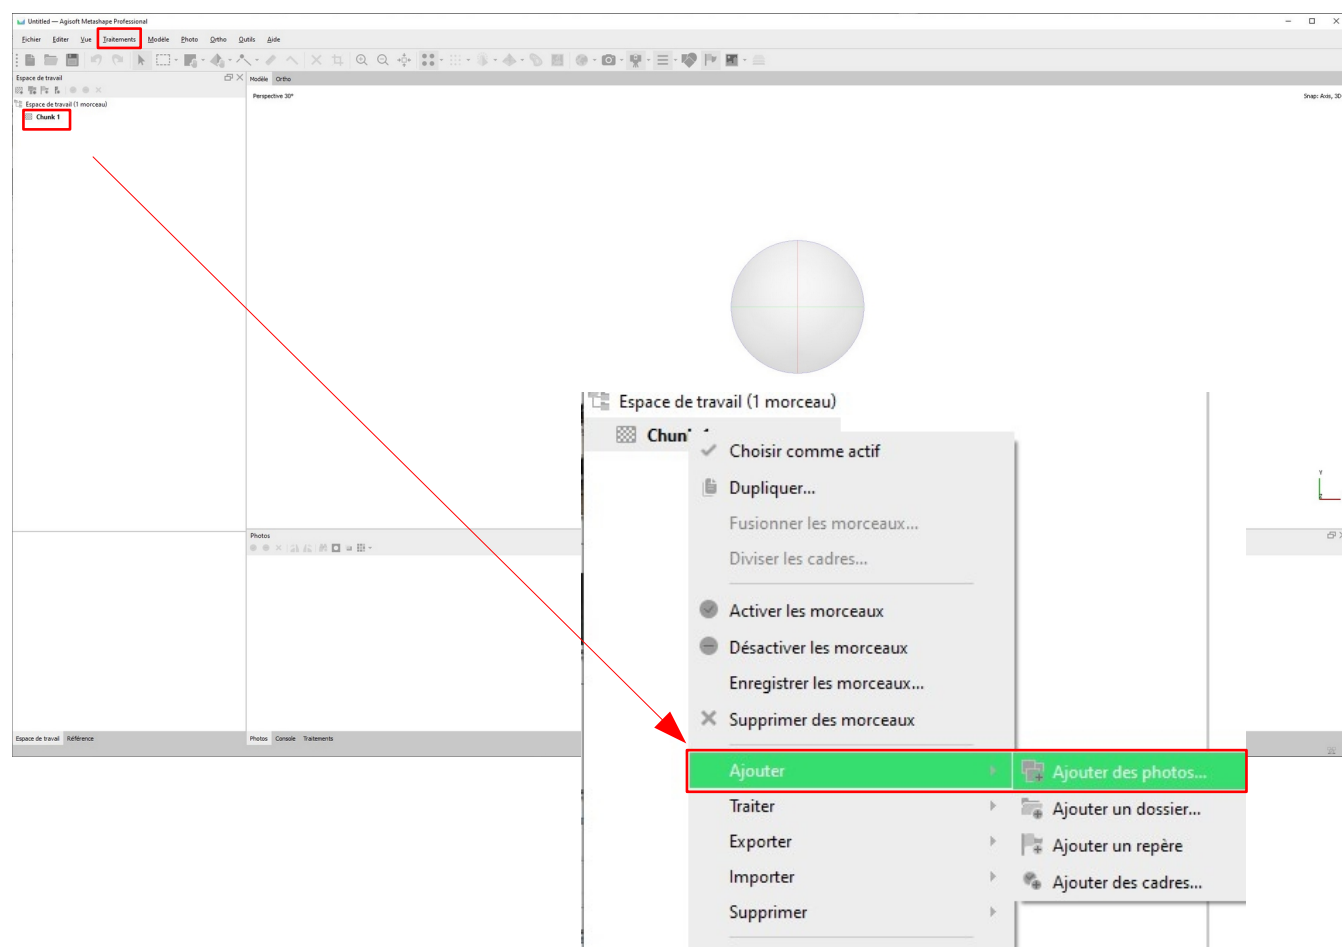 Untitled — Agisoft Metashape Professional
Fichier Editer Vue Traitements Modèle Photo Ortho Outils Aide
Espace de travail
Modèle Ortho
Espace de travail (1 morceau)
Chunk 1
Perspective 30°
Snap: Axis, 3D
Espace de travail (1 morceau)
Choisir comme actif
Dupliquer...
Fusionner les morceaux...
Diviser les cadres...
Activer les morceaux
Désactiver les morceaux
Enregistrer les morceaux...
Supprimer des morceaux
Ajouter
Ajouter des photos...
Traiter
Ajouter un dossier...
Exporter
Ajouter un repère
Importer
Ajouter des cadres...
Supprimer
Y
Photos
Espace de travail Référence
Photos Console Traitements